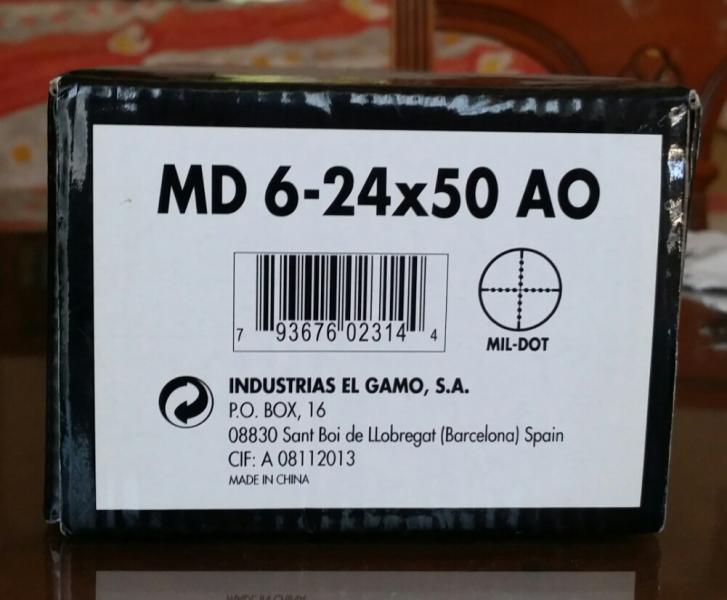 MD 6-24x50 AO
7 93676 02314 4
MIL-DOT
INDUSTRIAS EL GAMO, S.A.
P.O. BOX, 16
08830 Sant Boi de LLobregat (Barcelona) Spain
CIF: A 08112013
MADE IN CHINA